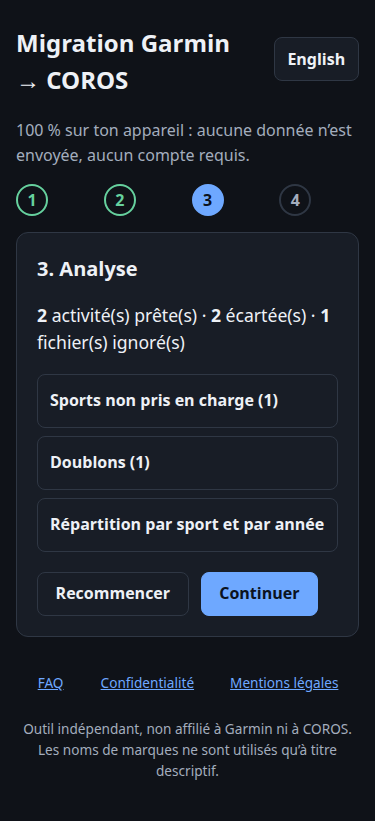 Migration Garmin
→ COROS
English
100 % sur ton appareil : aucune donnée n’est
envoyée, aucun compte requis.
1
2
3
4
3. Analyse
2 activité(s) prête(s) · 2 écartée(s) · 1
fichier(s) ignoré(s)
Sports non pris en charge (1)
Doublons (1)
Répartition par sport et par année
Recommencer
Continuer
FAQ
Confidentialité
Mentions légales
Outil indépendant, non affilié à Garmin ni à COROS.
Les noms de marques ne sont utilisés qu’à titre
descriptif.